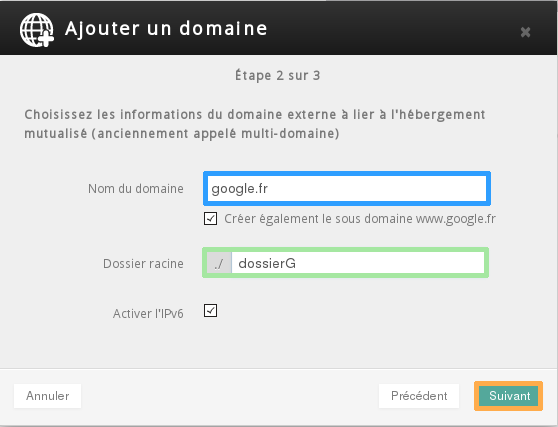 Ajouter un domaine
Étape 2 sur 3
Choisissez les informations du domaine externe à lier à l'hébergement
mutualisé (anciennement appelé multi-domaine)
Nom du domaine google.fr
Créer également le sous domaine www.google.fr
Dossier racine ./ dossierG
Activer l'IPv6
Annuler Précédent Suivant